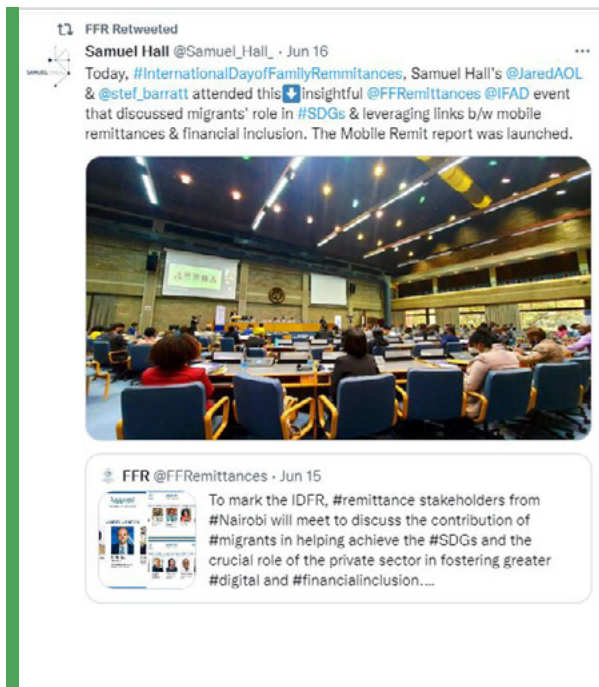 FFR Retweeted
Samuel Hall @Samuel_Hall_ · Jun 16
Today, #InternationalDayofFamilyRemmitances, Samuel Hall's @JaredAOL
& @stef_barratt attended this⬇insightful @FFRemittances @IFAD event
that discussed migrants' role in #SDGs & leveraging links b/w mobile
remittances & financial inclusion. The Mobile Remit report was launched.
FFR @FFRemittances · Jun 15
To mark the IDFR, #remittance stakeholders from
#Nairobi will meet to discuss the contribution of
#migrants in helping achieve the #SDGs and the
crucial role of the private sector in fostering greater
#digital and #financialinclusion....